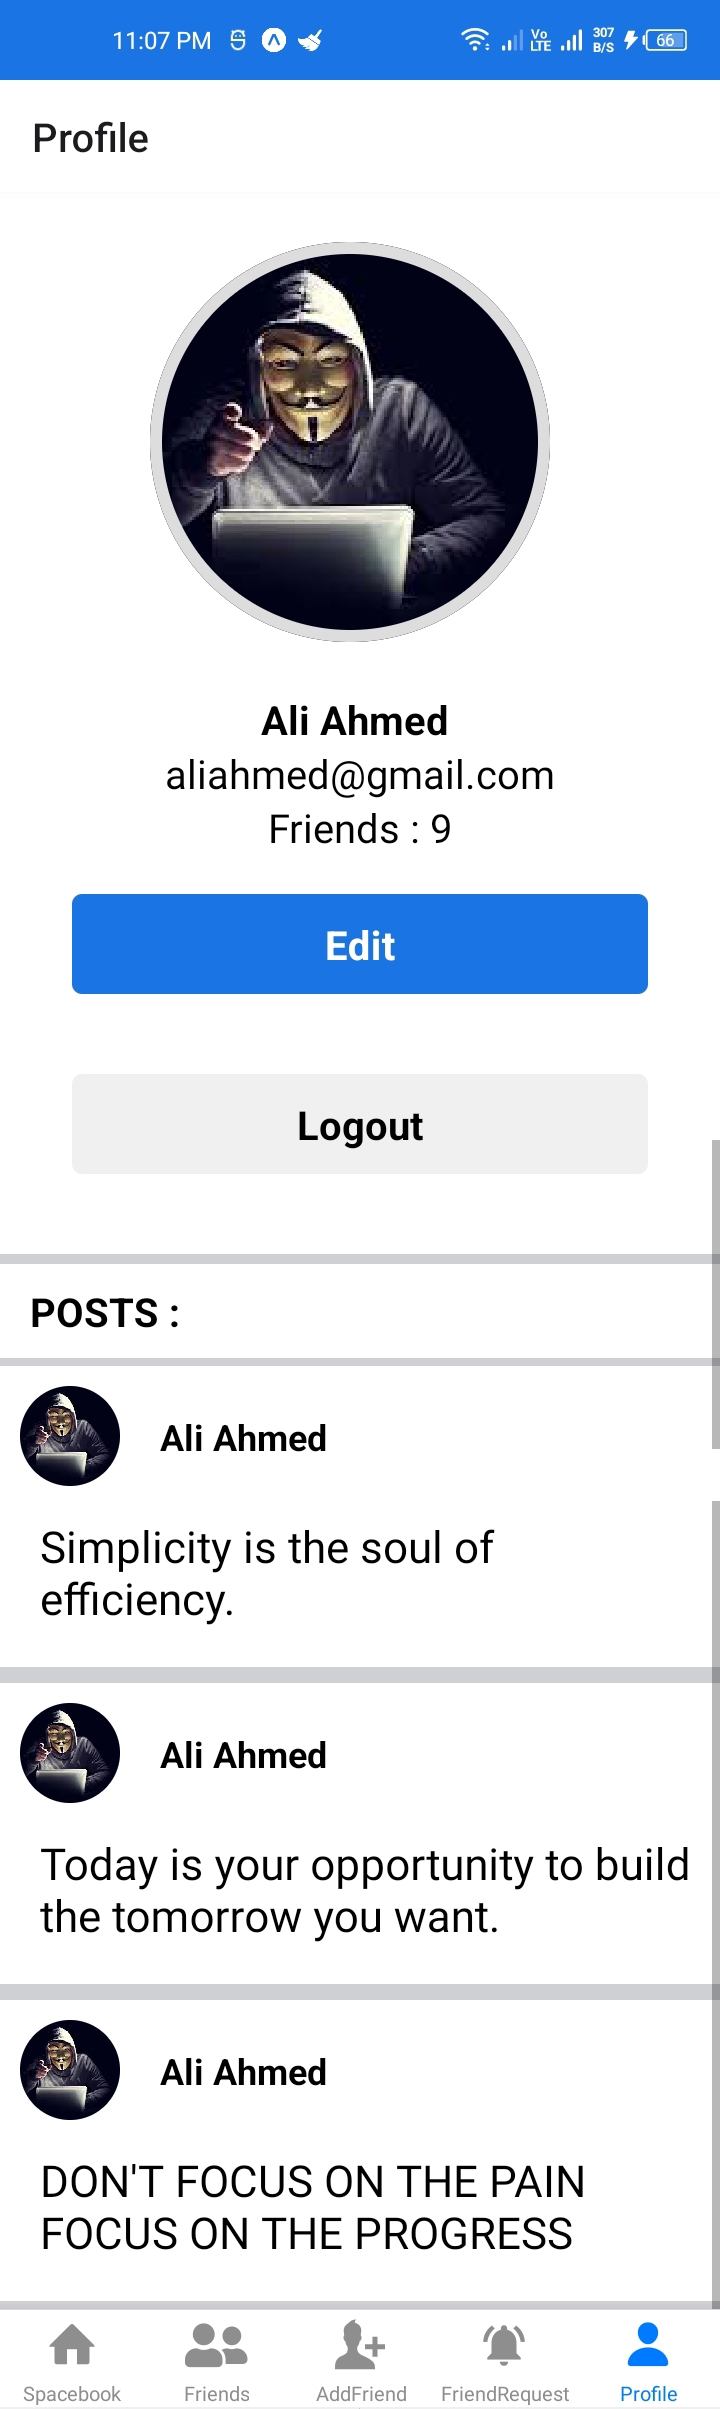 11:07 PM
Vo
LTE
307
B/S
66
Profile
Ali Ahmed
aliahmed@gmail.com
Friends : 9
Edit
Logout
POSTS :
Ali Ahmed
Simplicity is the soul of
efficiency.
Ali Ahmed
Today is your opportunity to build
the tomorrow you want.
Ali Ahmed
DON'T FOCUS ON THE PAIN
FOCUS ON THE PROGRESS
Spacebook
Friends
AddFriend
FriendRequest
Profile